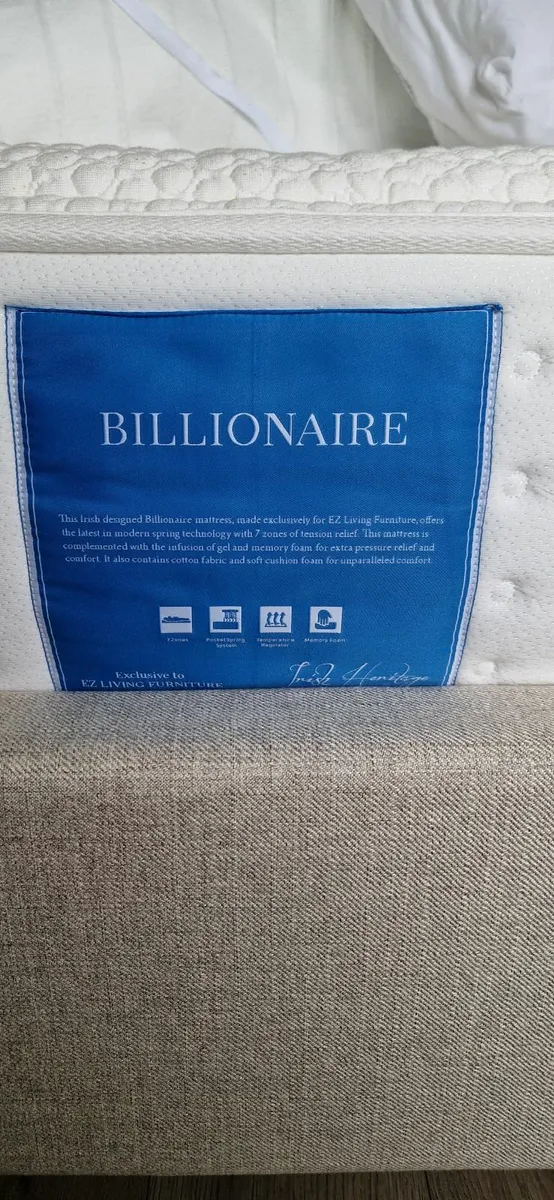 BILLIONAIRE
This Irish designed Billionaire mattress, made exclusively for EZ Living Furniture, offers
the latest in modern spring technology with 7 zones of tension relief. This mattress is
complemented with the infusion of gel and memory foam for extra pressure relief and
comfort. It also contains cotton fabric and soft cushion foam for unparalleled comfort.
7 Zones Pocket Spring Temperature Memory Foam
System Regulator
Exclusive to Irish Heritage
EZ LIVING FURNITURE